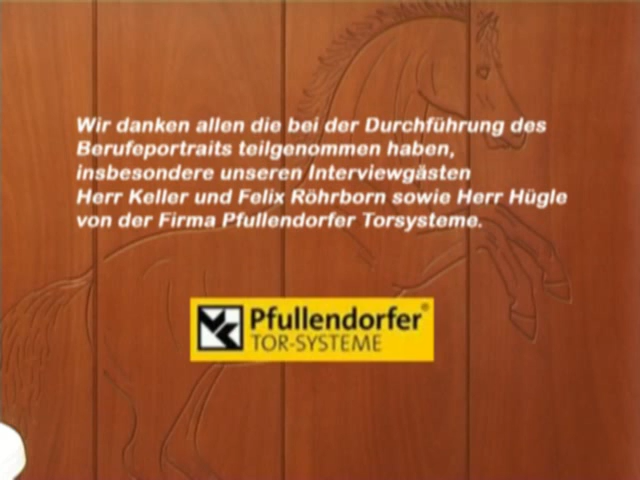 Wir danken allen die bei der Durchführung des
Berufeportraits teilgenommen haben,
insbesondere unseren Interviewgästen
Herr Keller und Felix Röhrborn sowie Herr Hügle
von der Firma Pfullendorfer Torsysteme.
Pfullendorfer®
TOR-SYSTEME